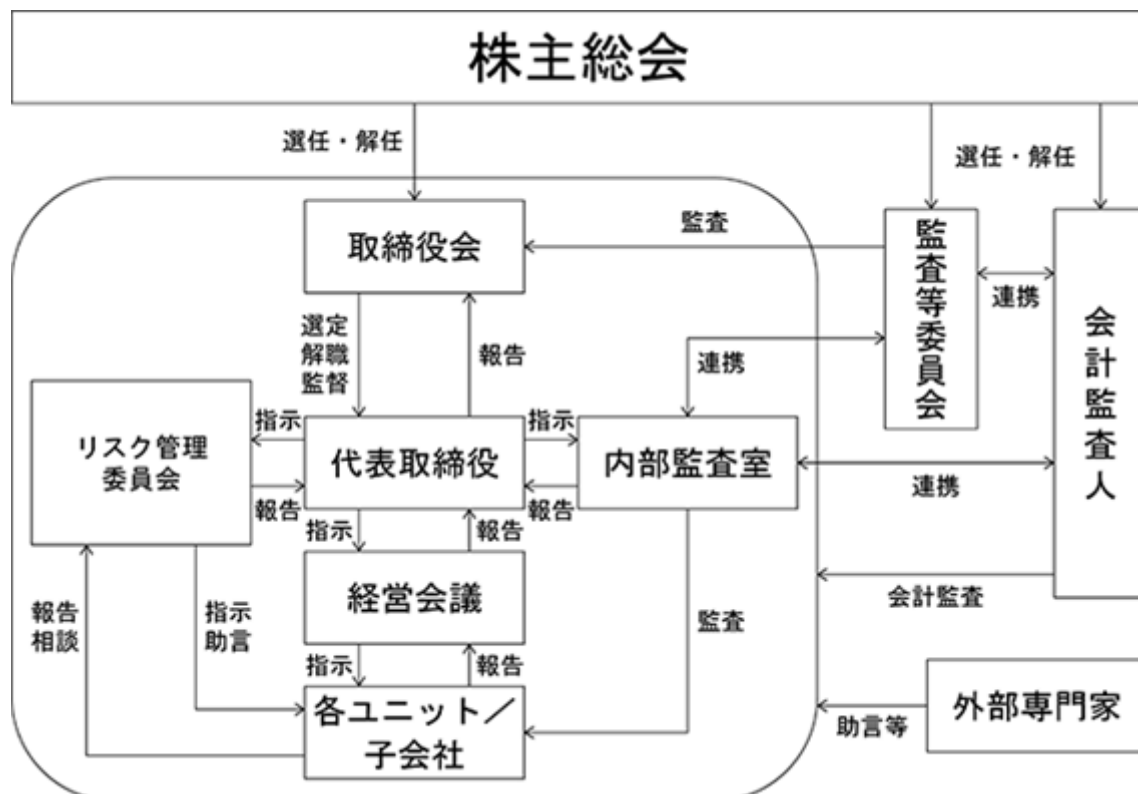 株主総会
選任・解任
選任・解任
取締役会
監査
監査等委員会
連携
会計監査人
選定
解職
監督
報告
連携
リスク管理
委員会
指示
代表取締役
指示
内部監査室
報告
報告
連携
指示
報告
経営会議
監査
会計監査
報告
相談
指示
助言
指示
報告
各ユニット／
子会社
助言等
外部専門家